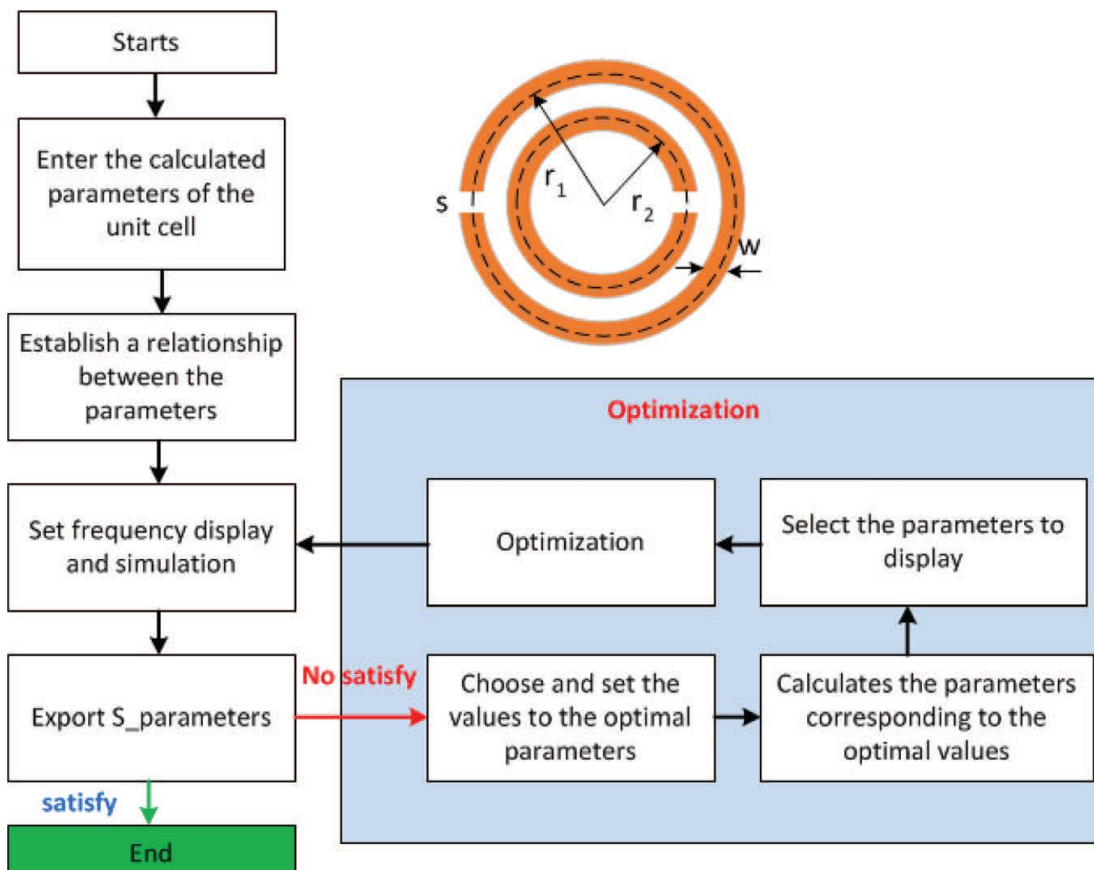 Starts
Enter the calculated
parameters of the
unit cell
Establish a relationship
between the
parameters
Set frequency display
and simulation
Export S_parameters
satisfy
End
r1
r2
s
w
Optimization
Optimization
Select the parameters to
display
No satisfy
Choose and set the
values to the optimal
parameters
Calculates the parameters
corresponding to the
optimal values